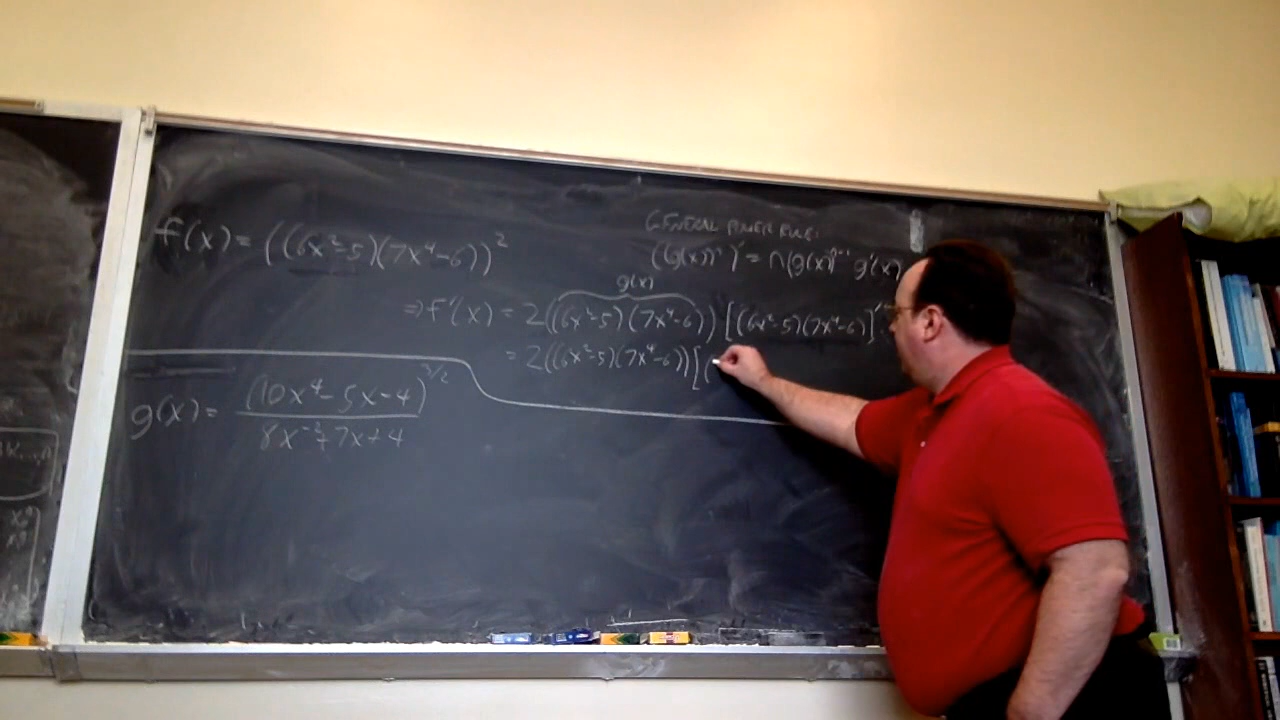 f(x) = ((6x²-5)(7x⁴-6))²
GENERAL POWER RULE:
((g(x))ⁿ)' = n(g(x))ⁿ⁻¹ g'(x)
g(x)
⇒ f'(x) = 2((6x²-5)(7x⁴-6)) [(6x²-5)(7x⁴-6)]'
= 2((6x²-5)(7x⁴-6)) [(
g(x) = (10x⁴-5x-4)^3/2
8x⁻²+7x+4